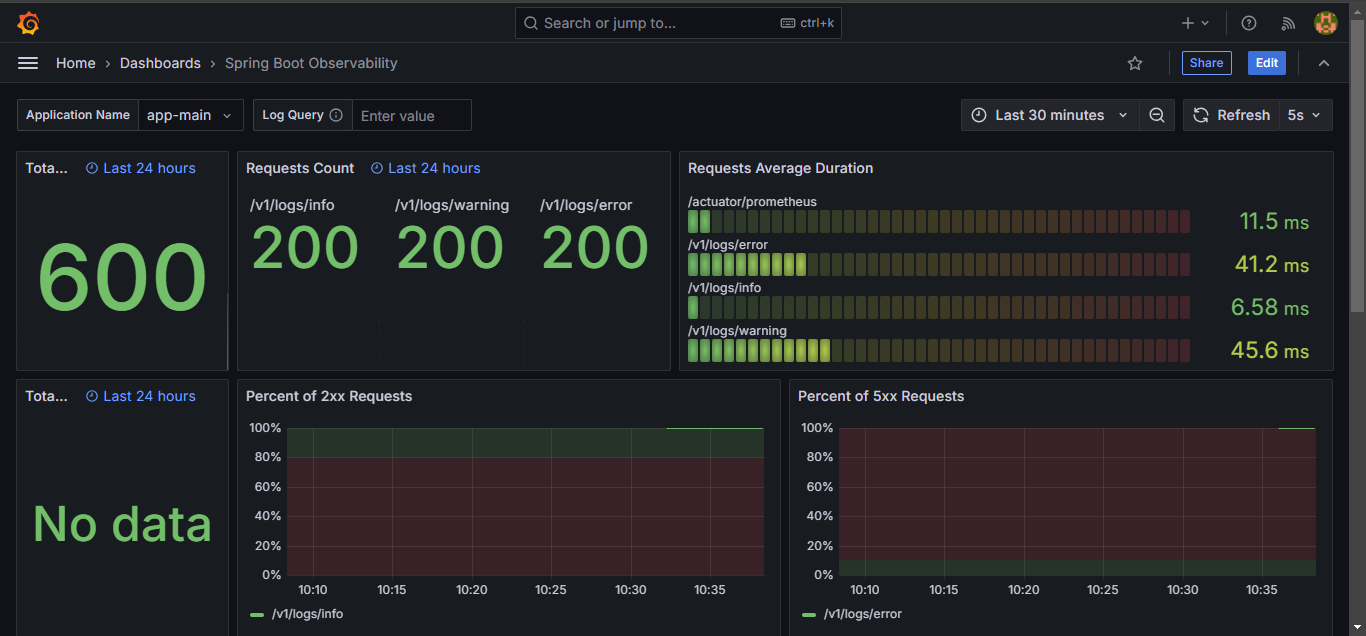 Search or jump to... ctrl+k
Home › Dashboards › Spring Boot Observability Share Edit
Application Name app-main Log Query Enter value Last 30 minutes Refresh 5s
Tota... Last 24 hours
600
Requests Count Last 24 hours
/v1/logs/info /v1/logs/warning /v1/logs/error
200 200 200
Requests Average Duration
/actuator/prometheus
11.5 ms
/v1/logs/error
41.2 ms
/v1/logs/info
6.58 ms
/v1/logs/warning
45.6 ms
Tota... Last 24 hours
No data
Percent of 2xx Requests
100%
80%
60%
40%
20%
0%
10:10 10:15 10:20 10:25 10:30 10:35
/v1/logs/info
Percent of 5xx Requests
100%
80%
60%
40%
20%
0%
10:10 10:15 10:20 10:25 10:30 10:35
/v1/logs/error